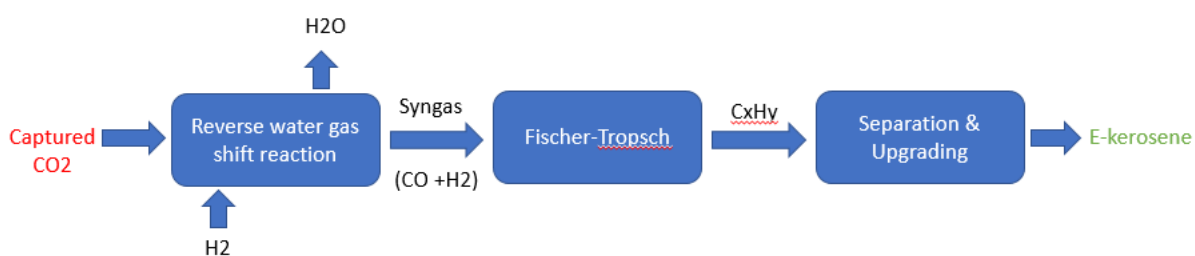 H2O
Captured
CO2
Reverse water gas
shift reaction
H2
Syngas
(CO +H2)
Fischer-Tropsch
CxHy
Separation &
Upgrading
E-kerosene